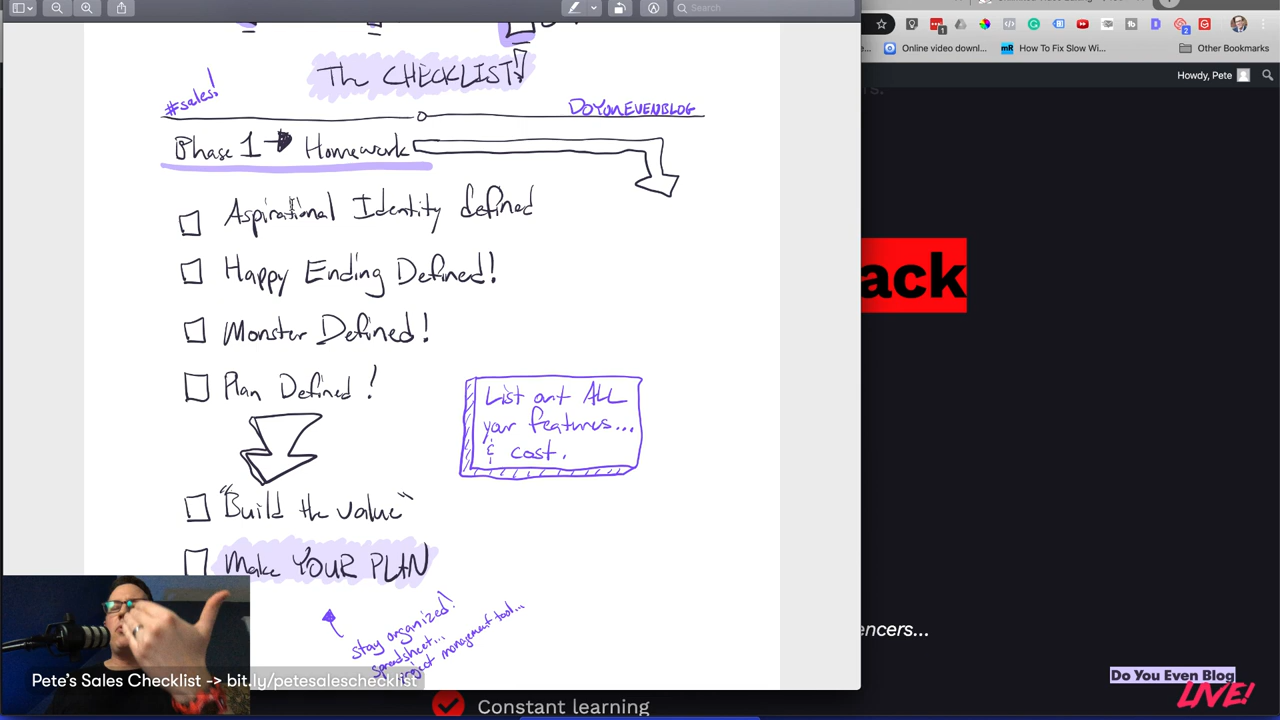 Search
Online video downl...
mR How To Fix Slow Wi...
Other Bookmarks
Howdy, Pete
The CHECKLIST!
#sales!
DOYOUEVENBLOG
Phase 1 → Homework
Aspirational Identity defined
Happy Ending Defined!
Monster Defined!
Plan Defined!
List out ALL
your features...
& cost.
"Build the value"
Make YOUR PLAN
stay organized!
spreadsheet...
project management tool...
ack
encers...
Pete's Sales Checklist -> bit.ly/petesaleschecklist
Constant learning
Do You Even Blog
LIVE!